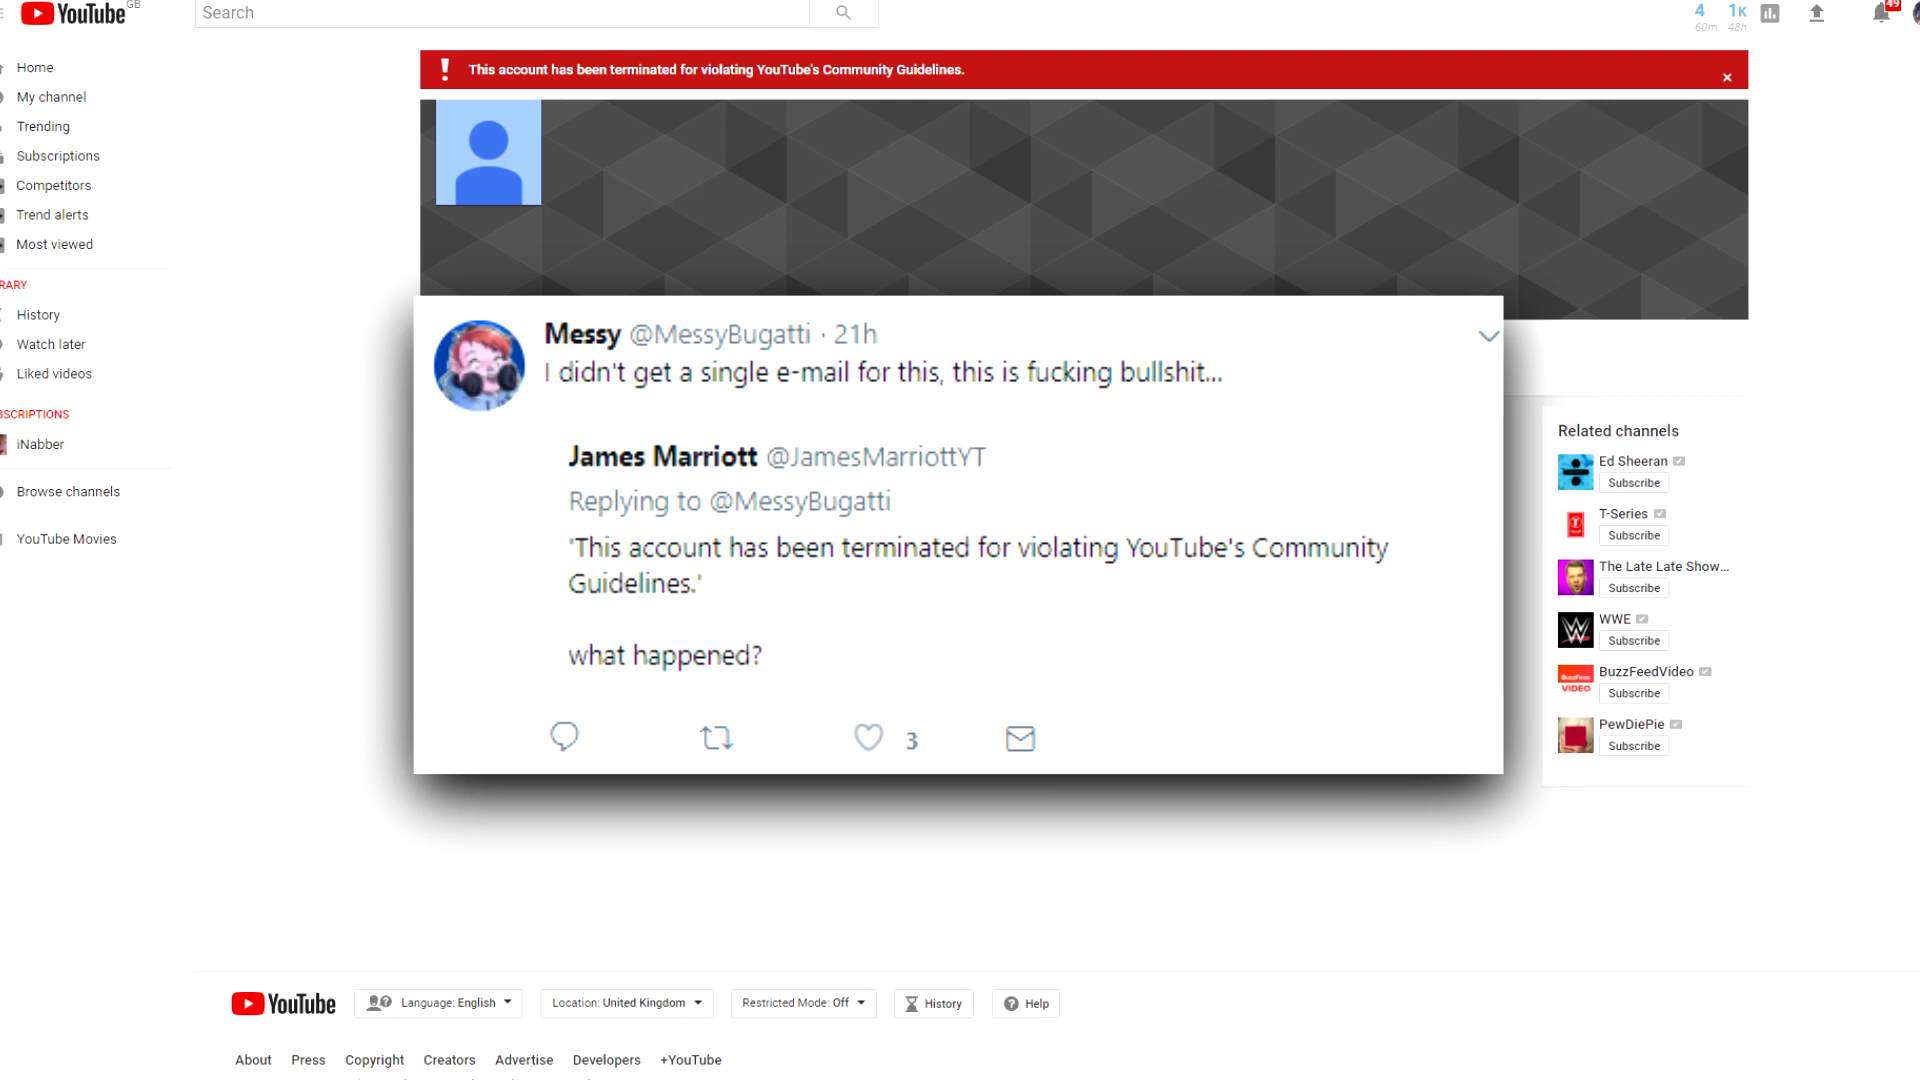 YouTube GB
Search
4
60m
1K
48h
49
Home
My channel
Trending
Subscriptions
Competitors
Trend alerts
Most viewed
RARY
History
Watch later
Liked videos
BSCRIPTIONS
iNabber
Browse channels
YouTube Movies
This account has been terminated for violating YouTube's Community Guidelines.
Messy @MessyBugatti · 21h
I didn't get a single e-mail for this, this is fucking bullshit...
James Marriott @JamesMarriottYT
Replying to @MessyBugatti
'This account has been terminated for violating YouTube's Community
Guidelines.'
what happened?
3
Related channels
Ed Sheeran
Subscribe
T-Series
Subscribe
The Late Late Show...
Subscribe
WWE
Subscribe
BuzzFeedVideo
Subscribe
VIDEO
PewDiePie
Subscribe
YouTube
Language: English
Location: United Kingdom
Restricted Mode: Off
History
Help
About Press Copyright Creators Advertise Developers +YouTube